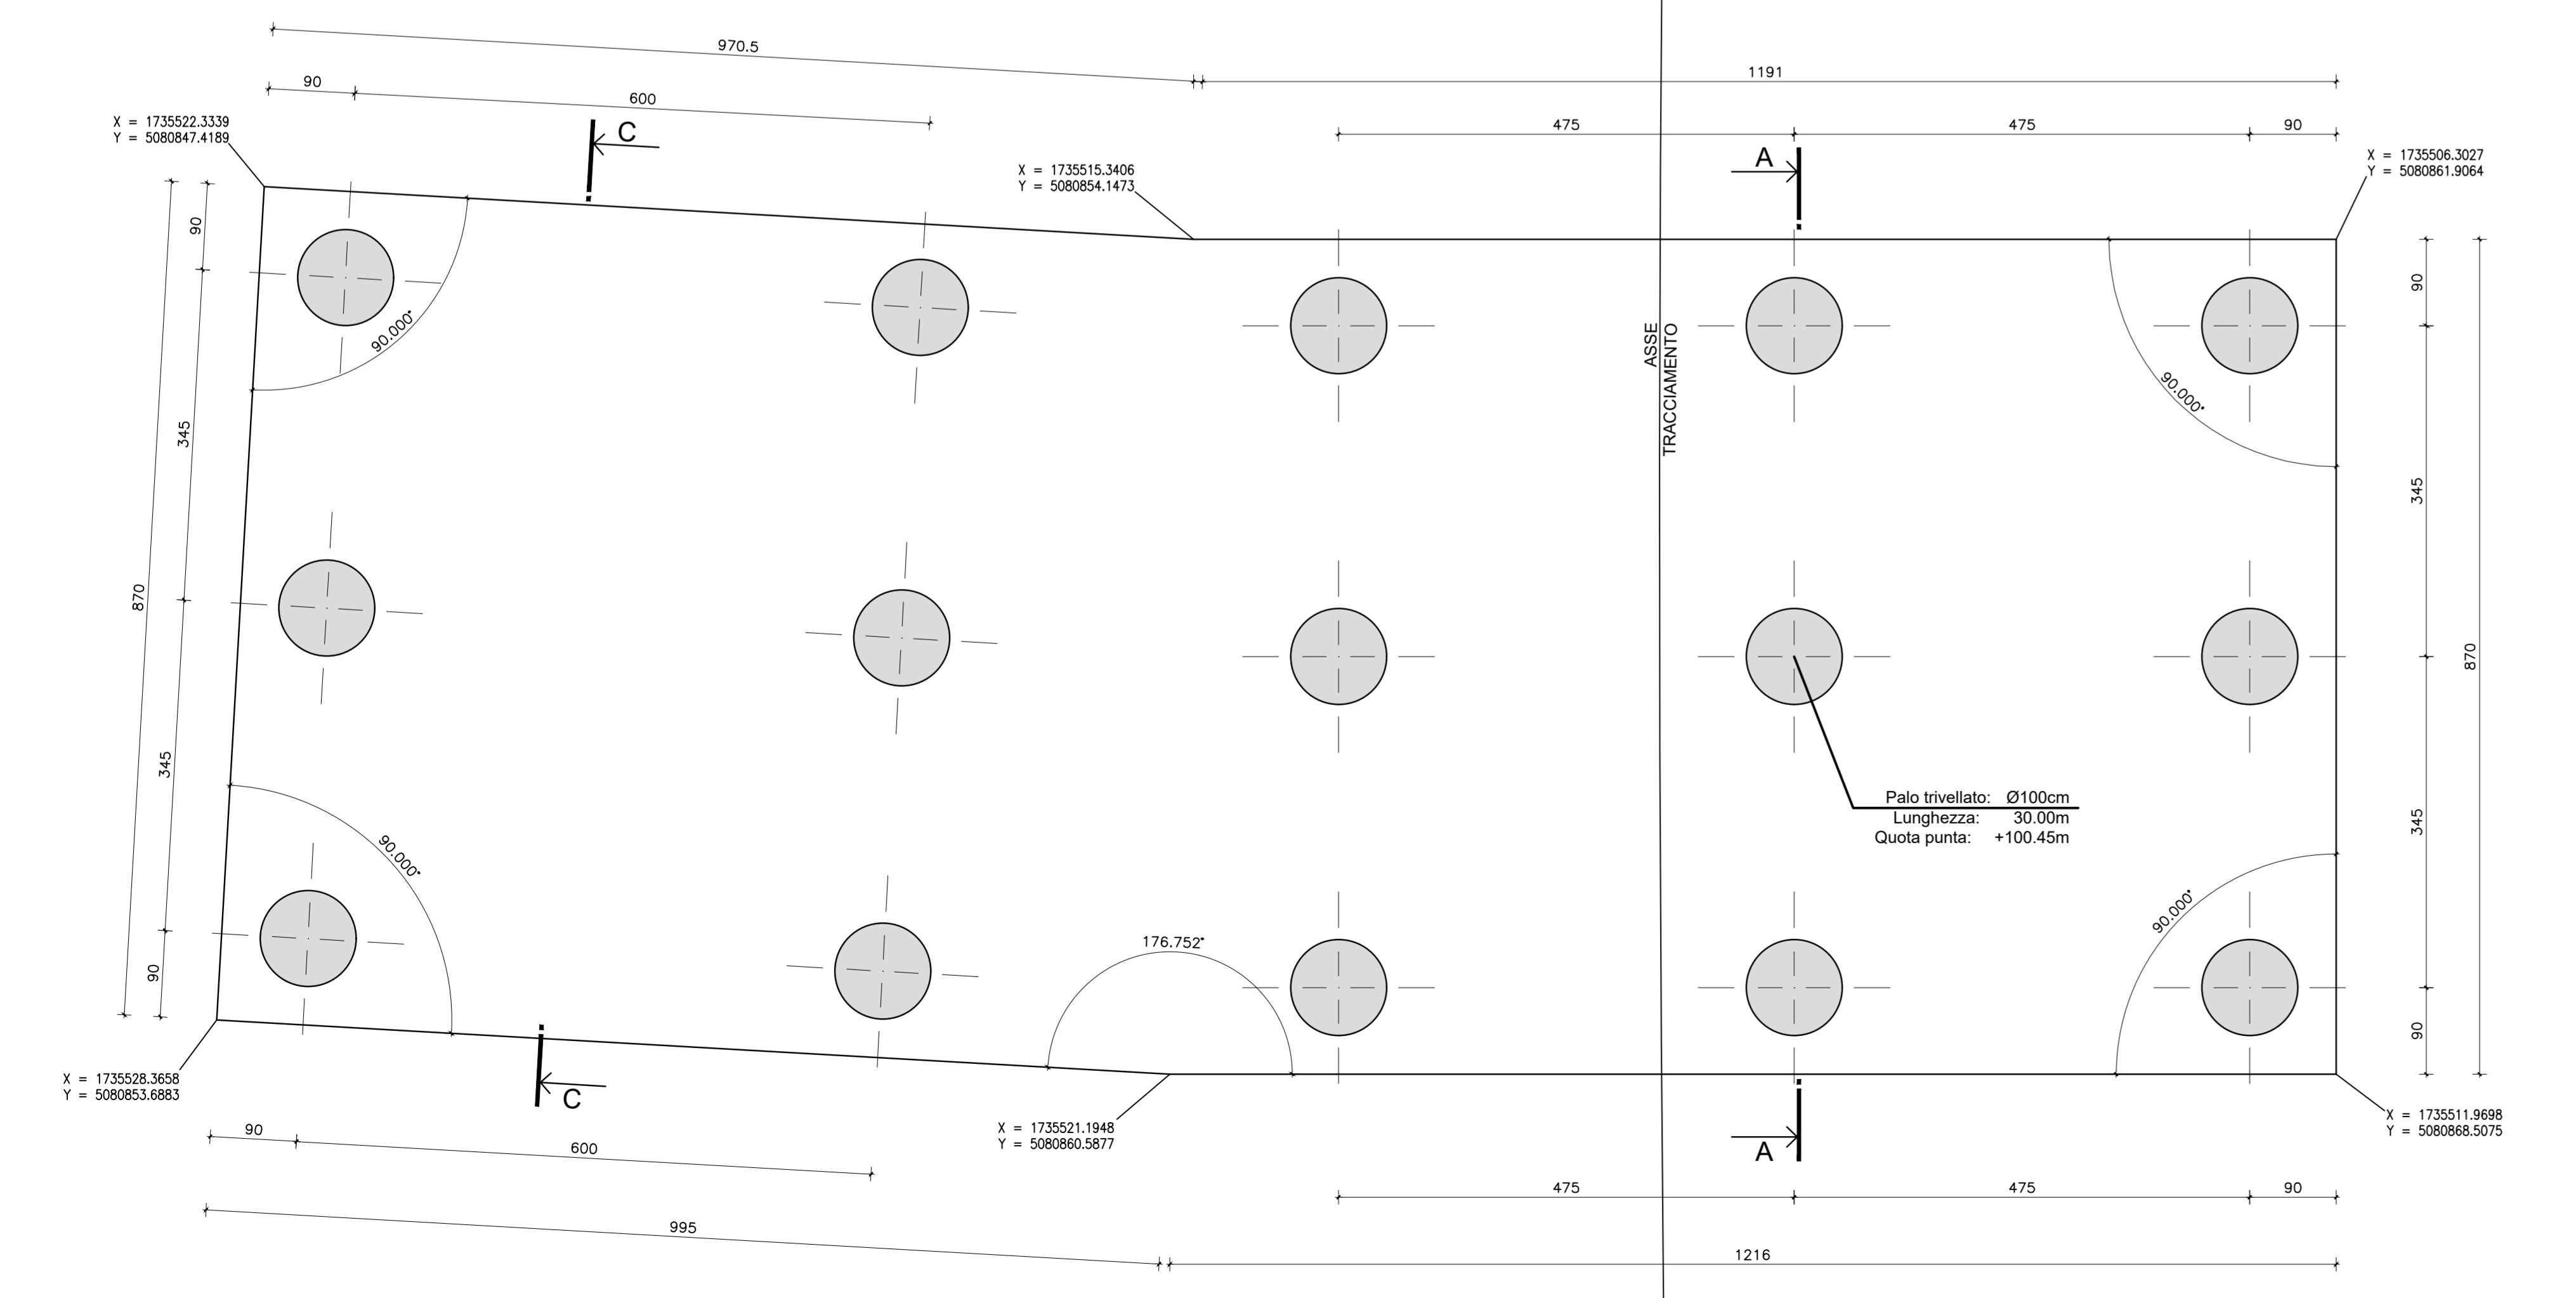 970.5
1191
90
600
475
475
90
X = 1735522.3339
Y = 5080847.4189
C
A
X = 1735515.3406
Y = 5080854.1473
X = 1735506.3027
Y = 5080861.9064
90
90
90.000°
90.000°
ASSE
TRACCIAMENTO
345
345
870
870
345
345
Palo trivellato: Ø100cm
Lunghezza: 30.00m
Quota punta: +100.45m
90.000°
90.000°
176.752°
90
90
X = 1735528.3658
Y = 5080853.6883
C
X = 1735521.1948
Y = 5080860.5877
A
X = 1735511.9698
Y = 5080868.5075
90
600
475
475
90
995
1216